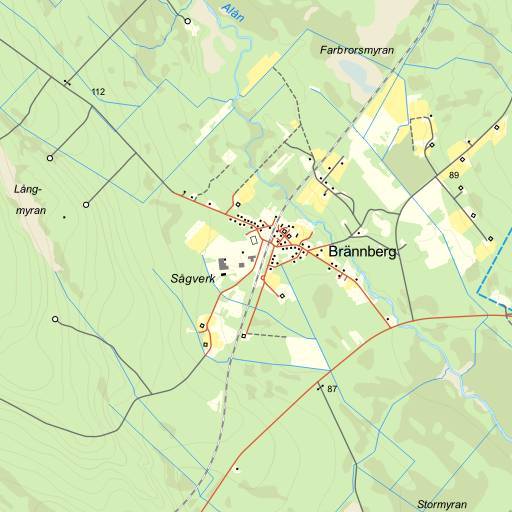 Alån
Farbrorsmyran
112
89
Lång-
myran
Brännberg
Sågverk
87
Stormyran